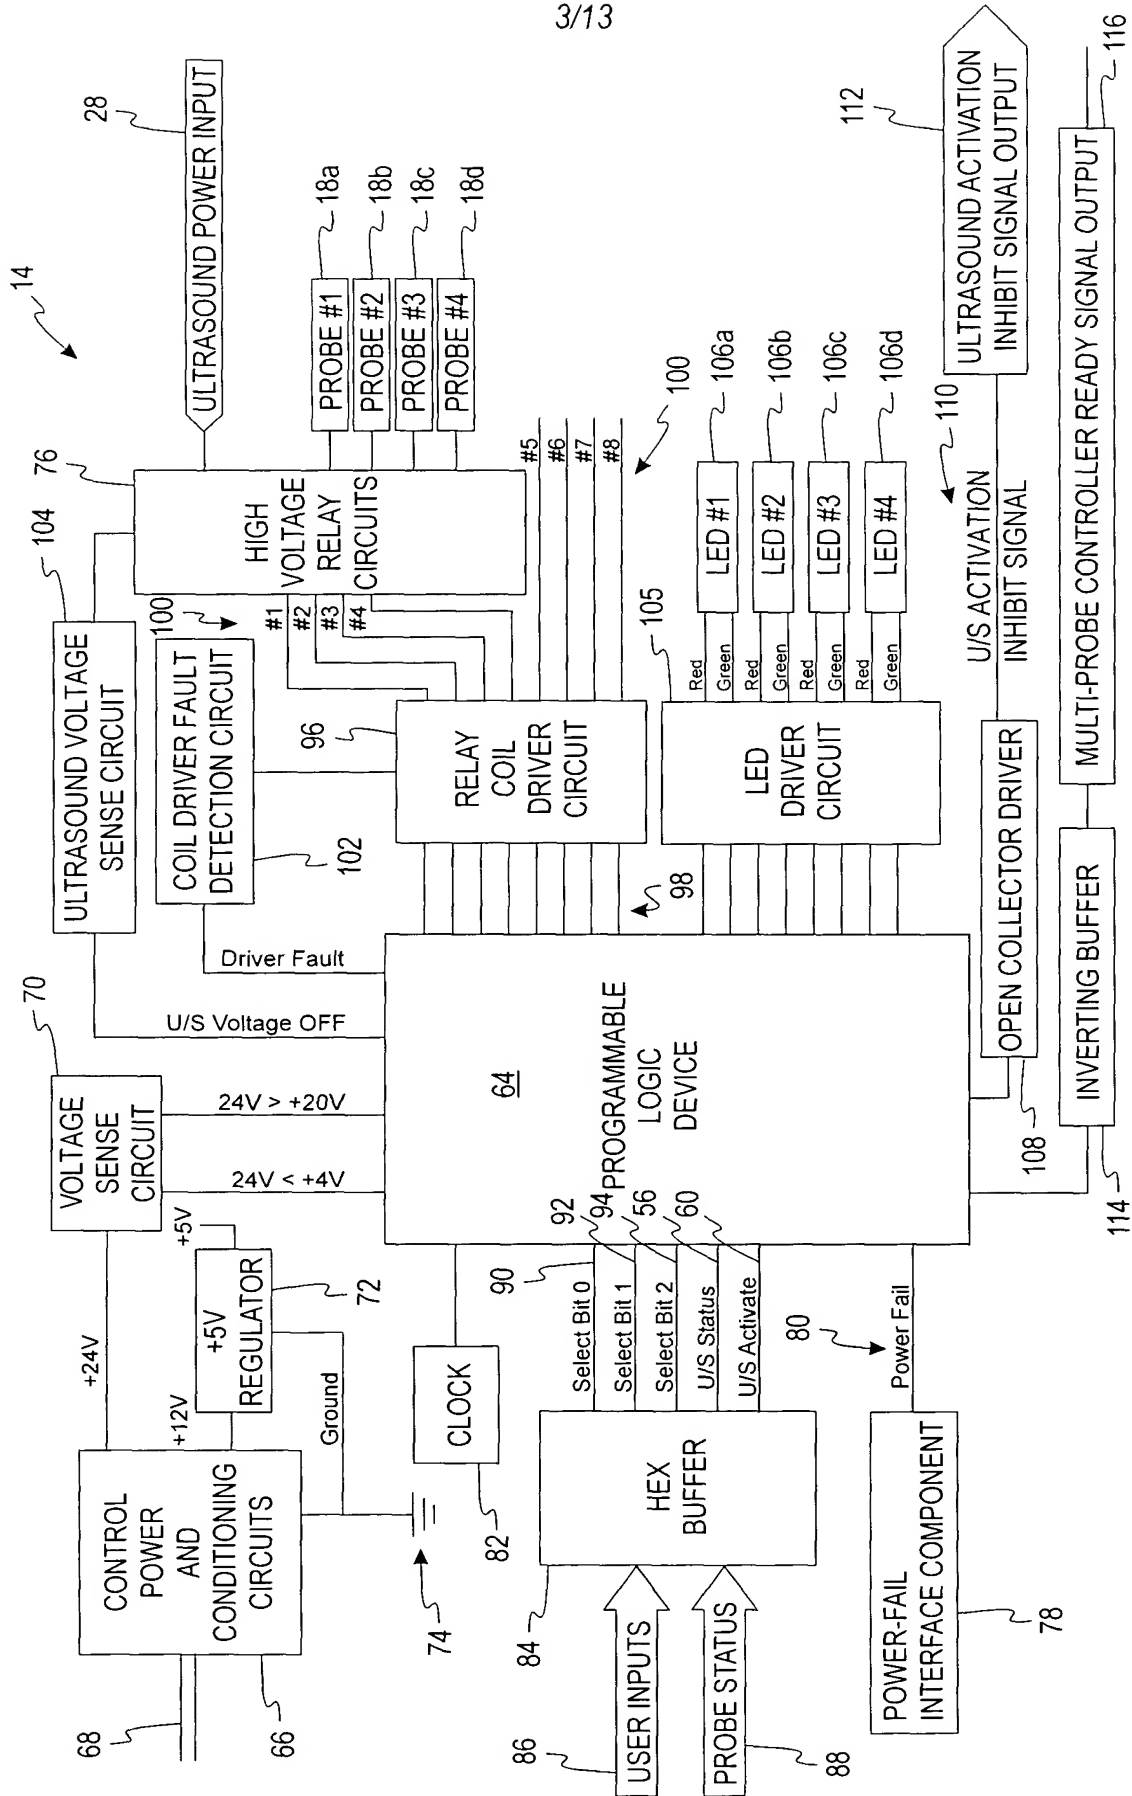 3/13
14
68
66
CONTROL
POWER
AND
CONDITIONING
CIRCUITS
+24V
+12V
Ground
74
+5V
REGULATOR
72
+5V
VOLTAGE
SENSE
CIRCUIT
70
24V < +4V
24V > +20V
U/S Voltage OFF
Driver Fault
ULTRASOUND VOLTAGE
SENSE CIRCUIT
104
COIL DRIVER FAULT
DETECTION CIRCUIT
102
100
76
HIGH
VOLTAGE
RELAY
CIRCUITS
#1
#2
#3
#4
ULTRASOUND POWER INPUT
28
PROBE #1
18a
PROBE #2
18b
PROBE #3
18c
PROBE #4
18d
96
RELAY
COIL
DRIVER
CIRCUIT
#5
#6
#7
#8
100
98
CLOCK
82
64
PROGRAMMABLE
LOGIC
DEVICE
105
LED
DRIVER
CIRCUIT
Red
Green
Red
Green
Red
Green
Red
Green
LED #1
106a
LED #2
106b
LED #3
106c
LED #4
106d
86
USER INPUTS
88
PROBE STATUS
84
HEX
BUFFER
Select Bit 0
90
Select Bit 1
92
Select Bit 2
94
U/S Status
56
U/S Activate
60
POWER-FAIL
INTERFACE COMPONENT
78
80
Power Fail
OPEN COLLECTOR DRIVER
108
U/S ACTIVATION
INHIBIT SIGNAL
110
ULTRASOUND ACTIVATION
INHIBIT SIGNAL OUTPUT
112
INVERTING BUFFER
114
MULTI-PROBE CONTROLLER READY SIGNAL OUTPUT
116